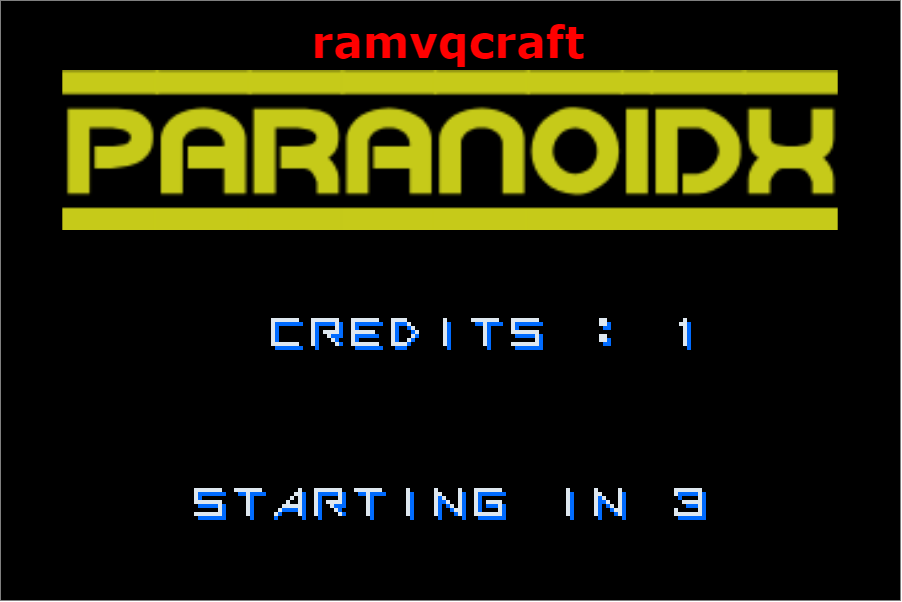 ramvqcraft
PARANOIDX
CREDITS : 1
STARTING IN 3